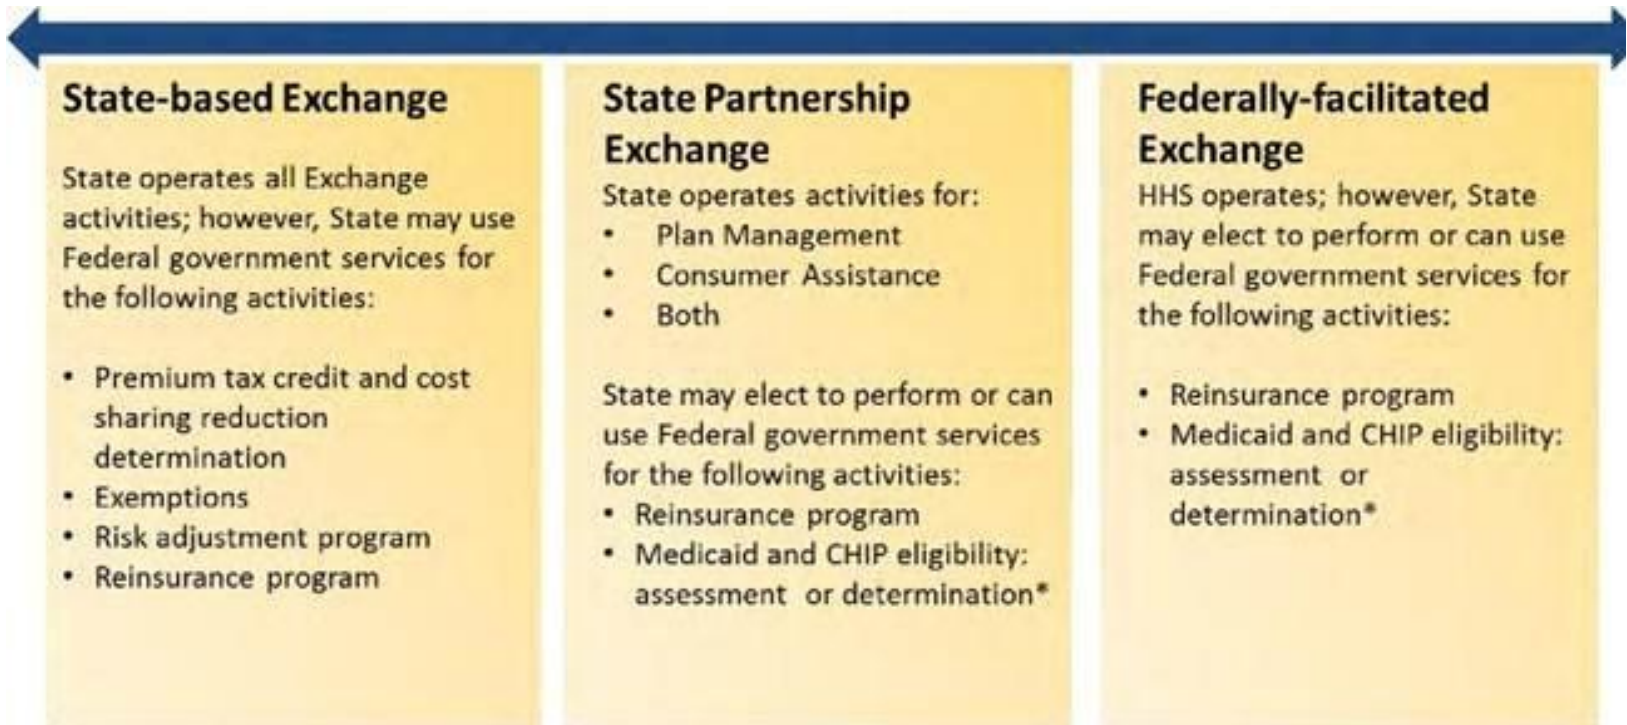 State-based Exchange
State operates all Exchange
activities; however, State may use
Federal government services for
the following activities:
• Premium tax credit and cost
sharing reduction
determination
• Exemptions
• Risk adjustment program
• Reinsurance program
State Partnership
Exchange
State operates activities for:
• Plan Management
• Consumer Assistance
• Both
State may elect to perform or can
use Federal government services
for the following activities:
• Reinsurance program
• Medicaid and CHIP eligibility:
assessment or determination*
Federally-facilitated
Exchange
HHS operates; however, State
may elect to perform or can use
Federal government services for
the following activities:
• Reinsurance program
• Medicaid and CHIP eligibility:
assessment or
determination*